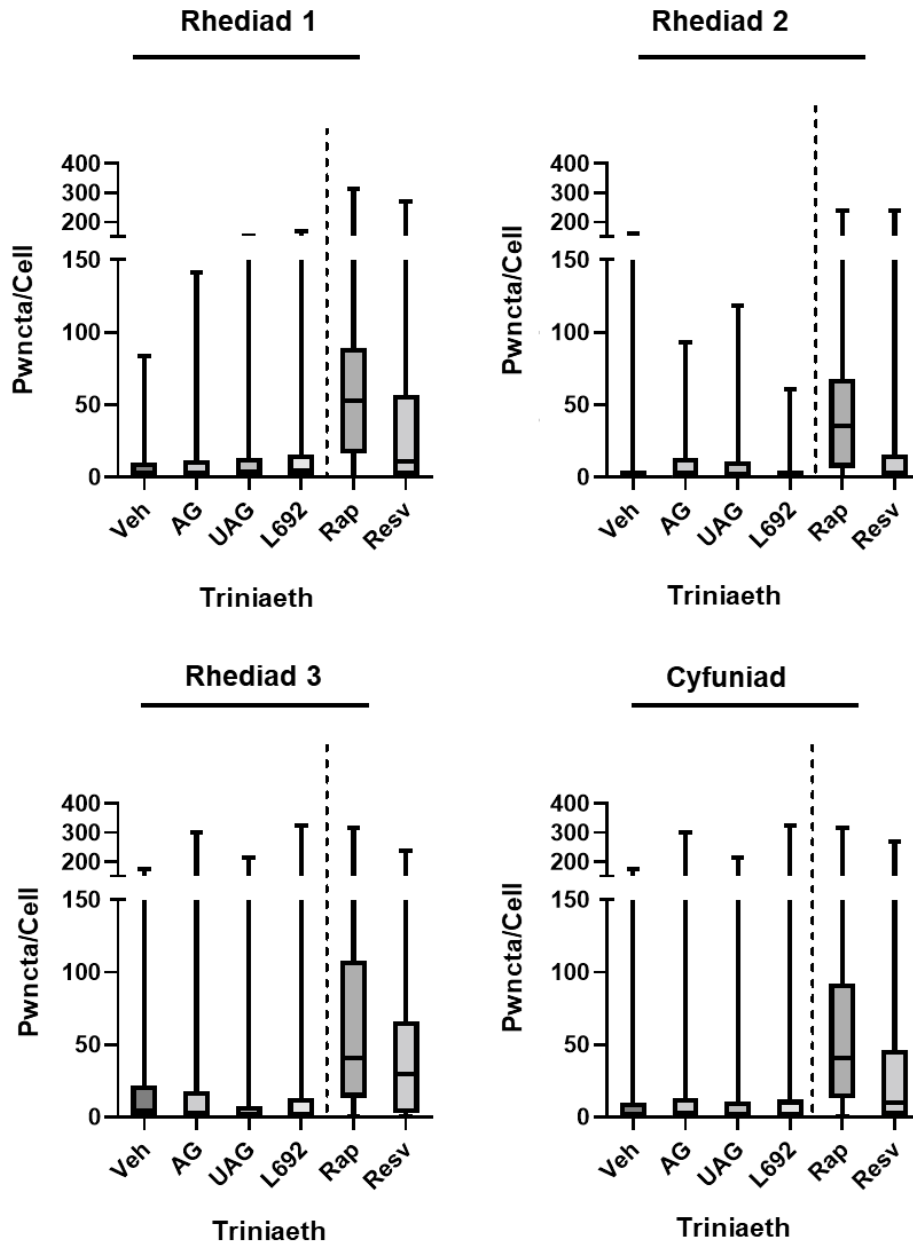 Rhediad 1
400
300
200
150
100
50
0
Pwncta/Cell
Veh
AG
UAG
L692
Rap
Resv
Triniaeth
Rhediad 2
400
300
200
150
100
50
0
Pwncta/Cell
Veh
AG
UAG
L692
Rap
Resv
Triniaeth
Rhediad 3
400
300
200
150
100
50
0
Pwncta/Cell
Veh
AG
UAG
L692
Rap
Resv
Triniaeth
Cyfuniad
400
300
200
150
100
50
0
Pwncta/Cell
Veh
AG
UAG
L692
Rap
Resv
Triniaeth